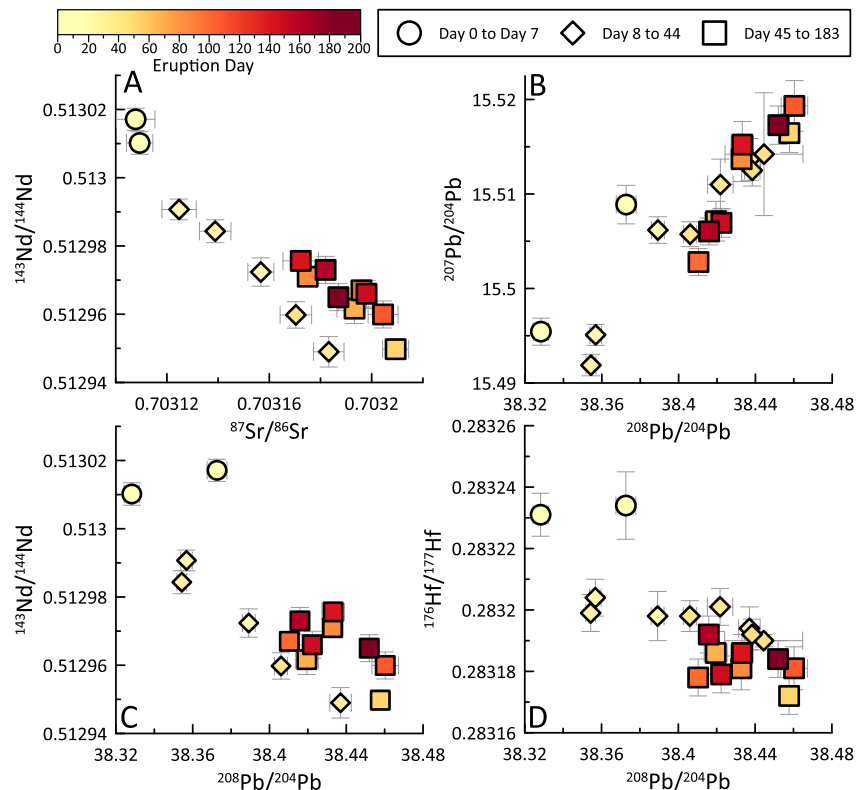 0 20 40 60 80 100 120 140 160 180 200
Eruption Day
Day 0 to Day 7
Day 8 to 44
Day 45 to 183
A
0.51302
0.513
0.51298
0.51296
0.51294
¹⁴³Nd/¹⁴⁴Nd
0.70312 0.70316 0.7032
⁸⁷Sr/⁸⁶Sr
B
15.52
15.51
15.5
15.49
²⁰⁷Pb/²⁰⁴Pb
38.32 38.36 38.4 38.44 38.48
²⁰⁸Pb/²⁰⁴Pb
C
0.51302
0.513
0.51298
0.51296
0.51294
¹⁴³Nd/¹⁴⁴Nd
38.32 38.36 38.4 38.44 38.48
²⁰⁸Pb/²⁰⁴Pb
D
0.28326
0.28324
0.28322
0.2832
0.28318
0.28316
¹⁷⁶Hf/¹⁷⁷Hf
38.32 38.36 38.4 38.44 38.48
²⁰⁸Pb/²⁰⁴Pb